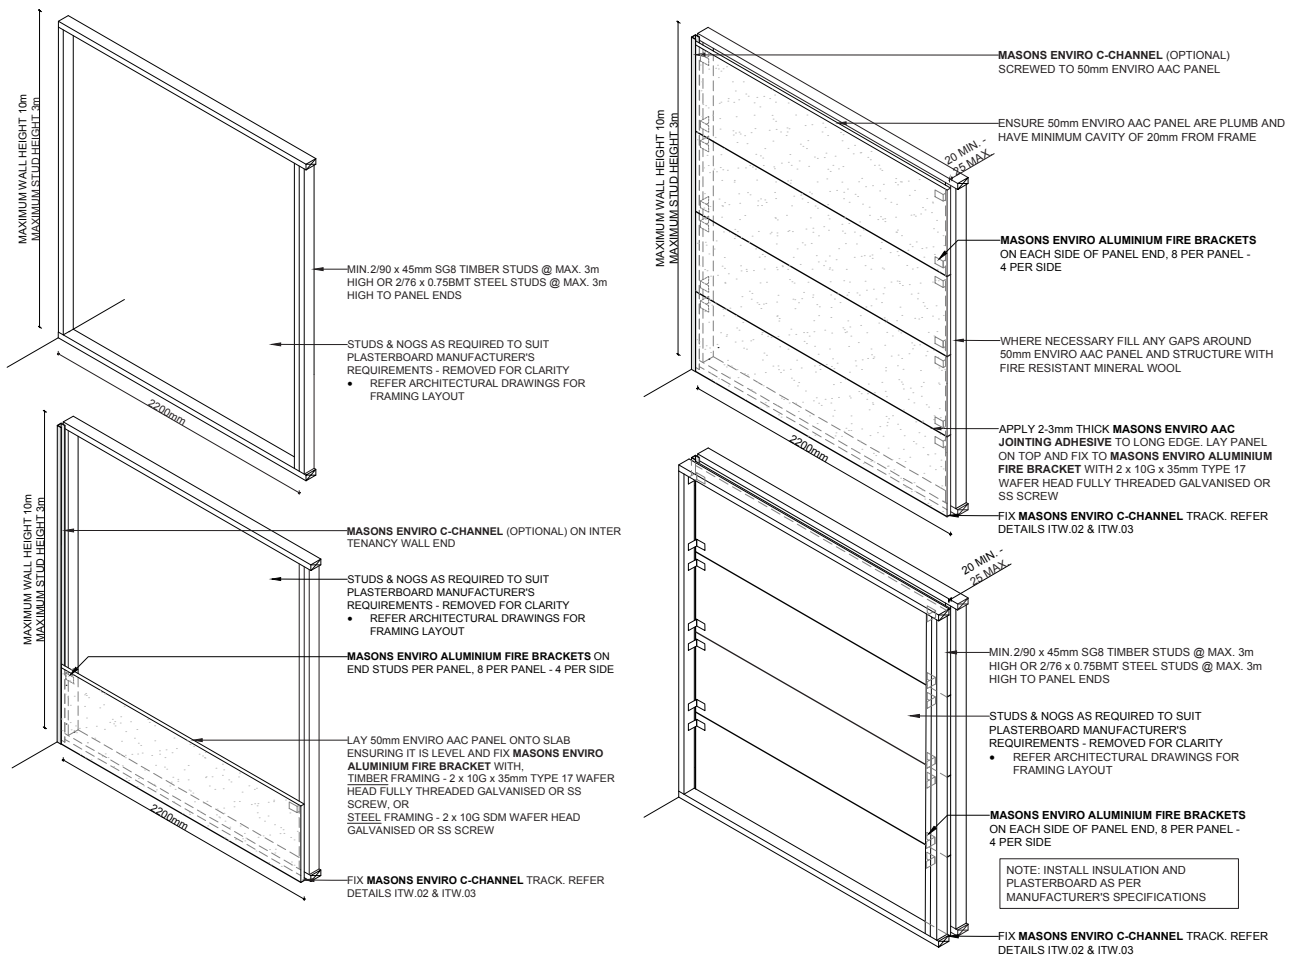 MAXIMUM WALL HEIGHT 10m
MAXIMUM STUD HEIGHT 3m
MIN.2/90 x 45mm SG8 TIMBER STUDS @ MAX. 3m
HIGH OR 2/76 x 0.75BMT STEEL STUDS @ MAX. 3m
HIGH TO PANEL ENDS
STUDS & NOGS AS REQUIRED TO SUIT
PLASTERBOARD MANUFACTURER'S
REQUIREMENTS - REMOVED FOR CLARITY
• REFER ARCHITECTURAL DRAWINGS FOR
FRAMING LAYOUT
2200mm
MAXIMUM WALL HEIGHT 10m
MAXIMUM STUD HEIGHT 3m
MASONS ENVIRO C-CHANNEL (OPTIONAL) ON INTER
TENANCY WALL END
STUDS & NOGS AS REQUIRED TO SUIT
PLASTERBOARD MANUFACTURER'S
REQUIREMENTS - REMOVED FOR CLARITY
• REFER ARCHITECTURAL DRAWINGS FOR
FRAMING LAYOUT
MASONS ENVIRO ALUMINIUM FIRE BRACKETS ON
END STUDS PER PANEL, 8 PER PANEL - 4 PER SIDE
LAY 50mm ENVIRO AAC PANEL ONTO SLAB
ENSURING IT IS LEVEL AND FIX MASONS ENVIRO
ALUMINIUM FIRE BRACKET WITH,
TIMBER FRAMING - 2 x 10G x 35mm TYPE 17 WAFER
HEAD FULLY THREADED GALVANISED OR SS
SCREW, OR
STEEL FRAMING - 2 x 10G SDM WAFER HEAD
GALVANISED OR SS SCREW
2200mm
FIX MASONS ENVIRO C-CHANNEL TRACK. REFER
DETAILS ITW.02 & ITW.03
MAXIMUM WALL HEIGHT 10m
MAXIMUM STUD HEIGHT 3m
MASONS ENVIRO C-CHANNEL (OPTIONAL)
SCREWED TO 50mm ENVIRO AAC PANEL
ENSURE 50mm ENVIRO AAC PANEL ARE PLUMB AND
HAVE MINIMUM CAVITY OF 20mm FROM FRAME
20 MIN. -
25 MAX
MASONS ENVIRO ALUMINIUM FIRE BRACKETS
ON EACH SIDE OF PANEL END, 8 PER PANEL -
4 PER SIDE
WHERE NECESSARY FILL ANY GAPS AROUND
50mm ENVIRO AAC PANEL AND STRUCTURE WITH
FIRE RESISTANT MINERAL WOOL
APPLY 2-3mm THICK MASONS ENVIRO AAC
JOINTING ADHESIVE TO LONG EDGE. LAY PANEL
ON TOP AND FIX TO MASONS ENVIRO ALUMINIUM
FIRE BRACKET WITH 2 x 10G x 35mm TYPE 17
WAFER HEAD FULLY THREADED GALVANISED OR
SS SCREW
2200mm
FIX MASONS ENVIRO C-CHANNEL TRACK. REFER
DETAILS ITW.02 & ITW.03
20 MIN. -
25 MAX
MIN.2/90 x 45mm SG8 TIMBER STUDS @ MAX. 3m
HIGH OR 2/76 x 0.75BMT STEEL STUDS @ MAX. 3m
HIGH TO PANEL ENDS
STUDS & NOGS AS REQUIRED TO SUIT
PLASTERBOARD MANUFACTURER'S
REQUIREMENTS - REMOVED FOR CLARITY
• REFER ARCHITECTURAL DRAWINGS FOR
FRAMING LAYOUT
MASONS ENVIRO ALUMINIUM FIRE BRACKETS
ON EACH SIDE OF PANEL END, 8 PER PANEL -
4 PER SIDE
NOTE: INSTALL INSULATION AND
PLASTERBOARD AS PER
MANUFACTURER'S SPECIFICATIONS
FIX MASONS ENVIRO C-CHANNEL TRACK. REFER
DETAILS ITW.02 & ITW.03